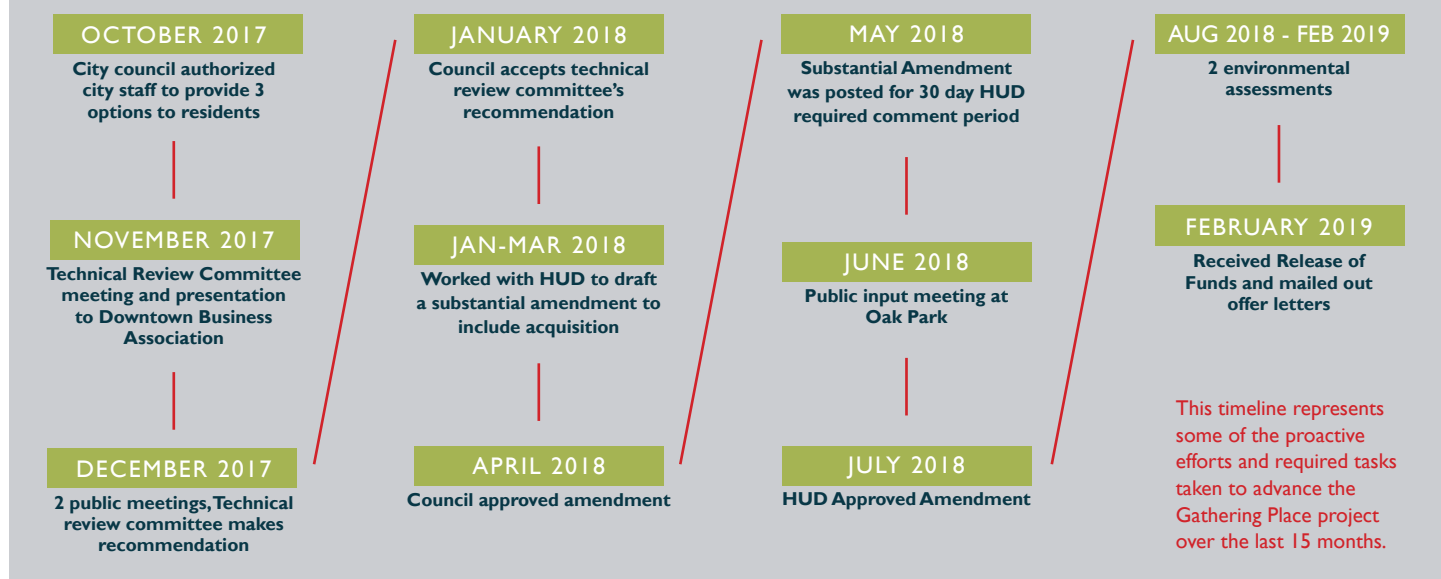 OCTOBER 2017
City council authorized
city staff to provide 3
options to residents
NOVEMBER 2017
Technical Review Committee
meeting and presentation
to Downtown Business
Association
DECEMBER 2017
2 public meetings, Technical
review committee makes
recommendation
JANUARY 2018
Council accepts technical
review committee's
recommendation
JAN-MAR 2018
Worked with HUD to draft
a substantial amendment to
include acquisition
APRIL 2018
Council approved amendment
MAY 2018
Substantial Amendment
was posted for 30 day HUD
required comment period
JUNE 2018
Public input meeting at
Oak Park
JULY 2018
HUD Approved Amendment
AUG 2018 - FEB 2019
2 environmental
assessments
FEBRUARY 2019
Received Release of
Funds and mailed out
offer letters
This timeline represents
some of the proactive
efforts and required tasks
taken to advance the
Gathering Place project
over the last 15 months.